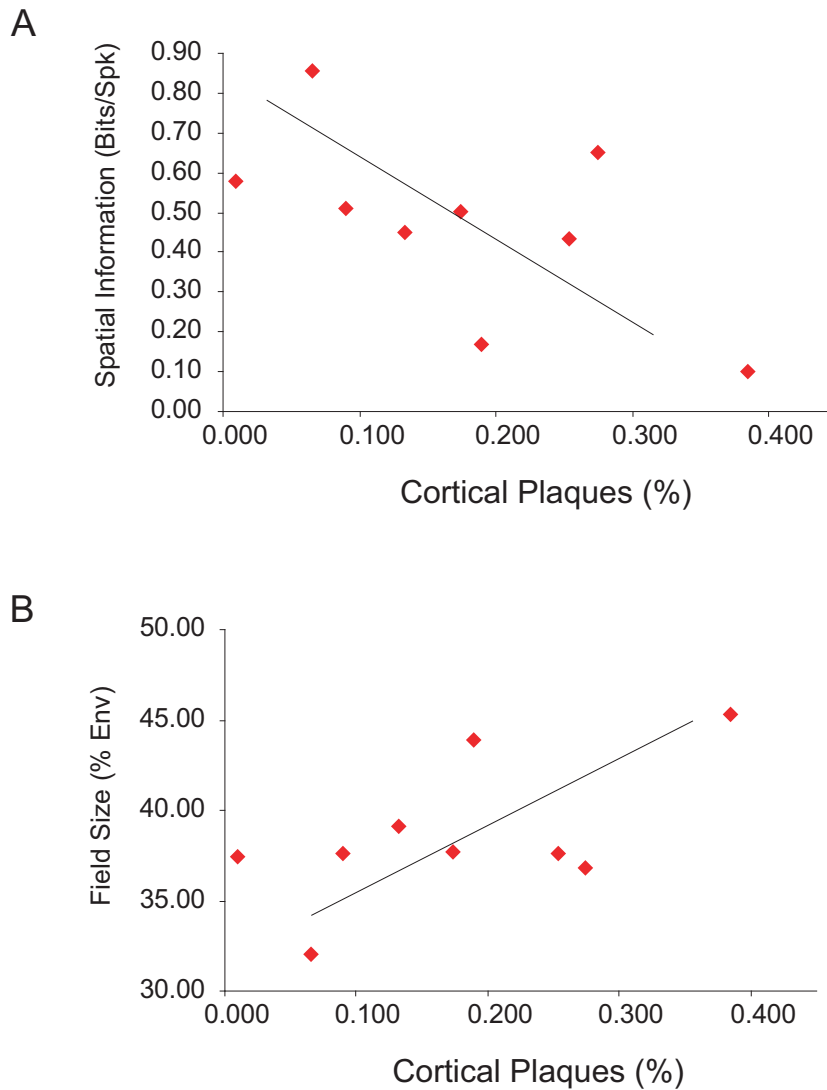 A
Spatial Information (Bits/Spk)
0.90
0.80
0.70
0.60
0.50
0.40
0.30
0.20
0.10
0.00
0.000 0.100 0.200 0.300 0.400
Cortical Plaques (%)
B
Field Size (% Env)
50.00
45.00
40.00
35.00
30.00
0.000 0.100 0.200 0.300 0.400
Cortical Plaques (%)